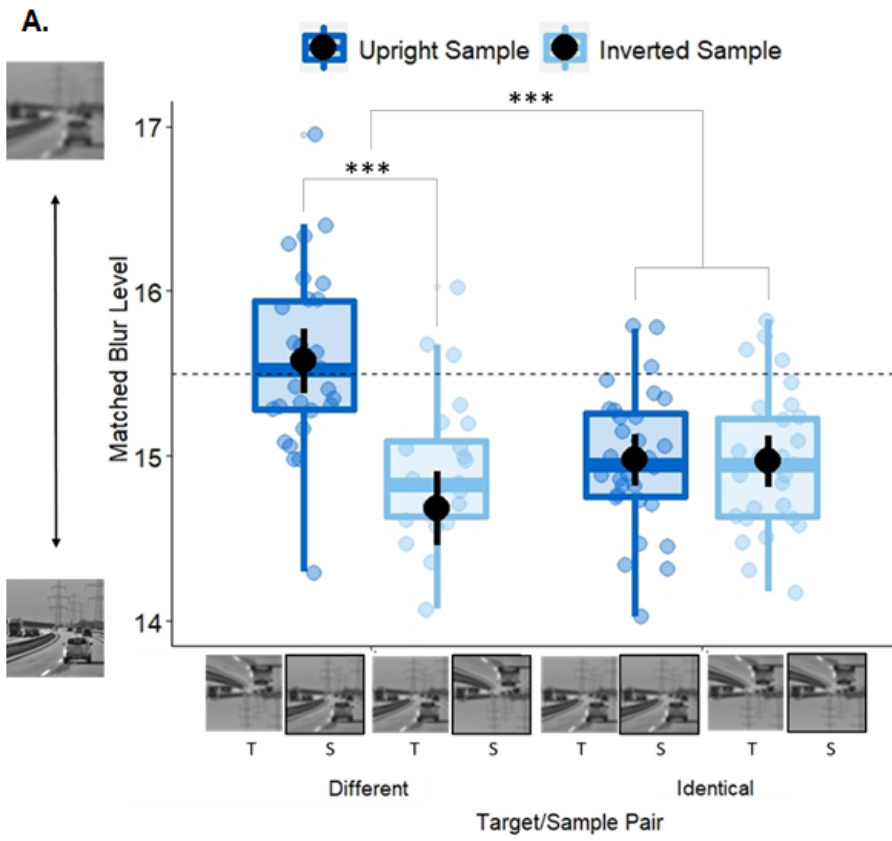 A.
Upright Sample Inverted Sample
***
***
17
16
15
14
Matched Blur Level
T S T S T S T S
Different Identical
Target/Sample Pair